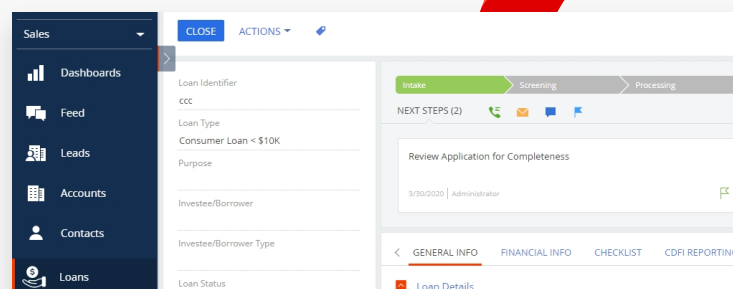 Sales
CLOSE ACTIONS
Dashboards
Feed
Leads
Accounts
Contacts
Loans
Loan Identifier
ccc
Loan Type
Consumer Loan < $10K
Purpose
Investee/Borrower
Investee/Borrower Type
Loan Status
Intake Screening Processing
NEXT STEPS (2)
Review Application for Completeness
3/30/2020 Administrator
GENERAL INFO FINANCIAL INFO CHECKLIST CDFI REPORTING
Loan Details